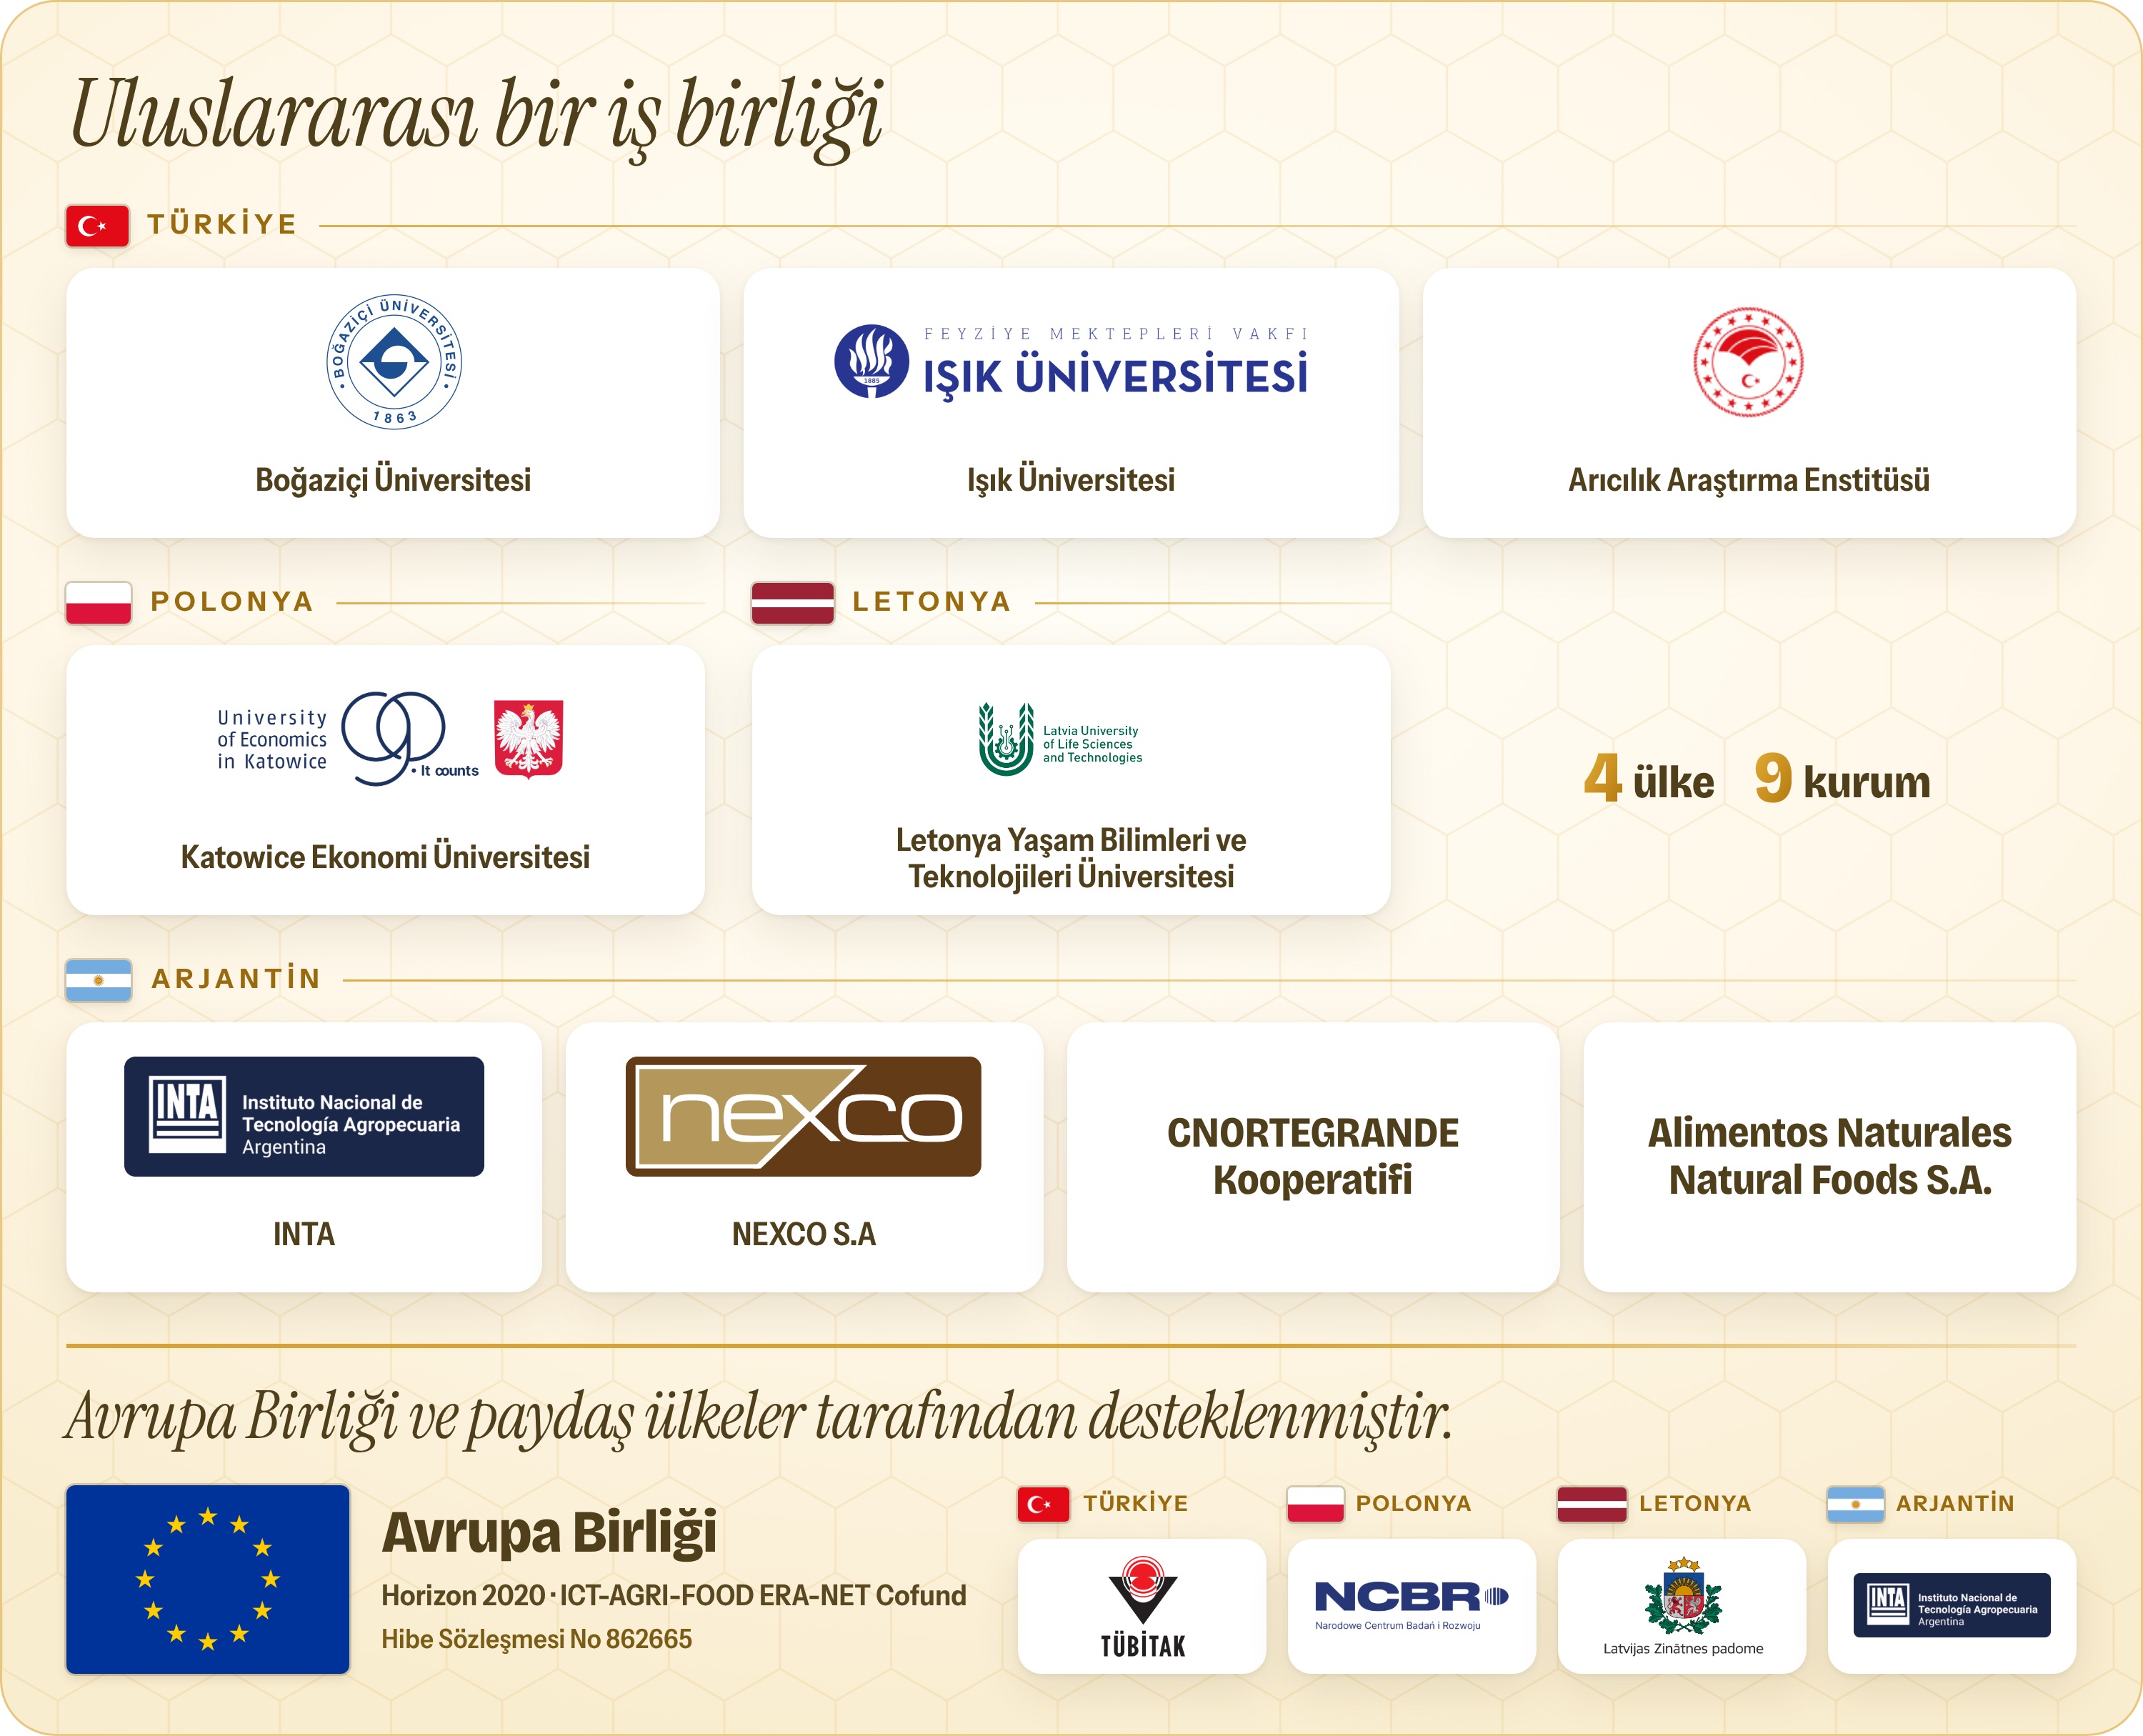 Uluslararası bir iş birliği
TÜRKİYE
BOĞAZİÇİ ÜNİVERSİTESİ
1863
Boğaziçi Üniversitesi
1885
FEYZİYE MEKTEPLERİ VAKFI
IŞIK ÜNİVERSİTESİ
Işık Üniversitesi
Arıcılık Araştırma Enstitüsü
POLONYA
University
of Economics
in Katowice
90
• It counts
Katowice Ekonomi Üniversitesi
LETONYA
Latvia University
of Life Sciences
and Technologies
Letonya Yaşam Bilimleri ve
Teknolojileri Üniversitesi
4 ülke 9 kurum
ARJANTİN
INTA
Instituto Nacional de
Tecnología Agropecuaria
Argentina
INTA
nexco
NEXCO S.A
CNORTEGRANDE
Kooperatifi
Alimentos Naturales
Natural Foods S.A.
Avrupa Birliği ve paydaş ülkeler tarafından desteklenmiştir.
Avrupa Birliği
Horizon 2020 · ICT-AGRI-FOOD ERA-NET Cofund
Hibe Sözleşmesi No 862665
TÜRKİYE
TÜBİTAK
POLONYA
NCBR
Narodowe Centrum Badań i Rozwoju
LETONYA
Latvijas Zinātnes padome
ARJANTİN
INTA
Instituto Nacional de
Tecnología Agropecuaria
Argentina